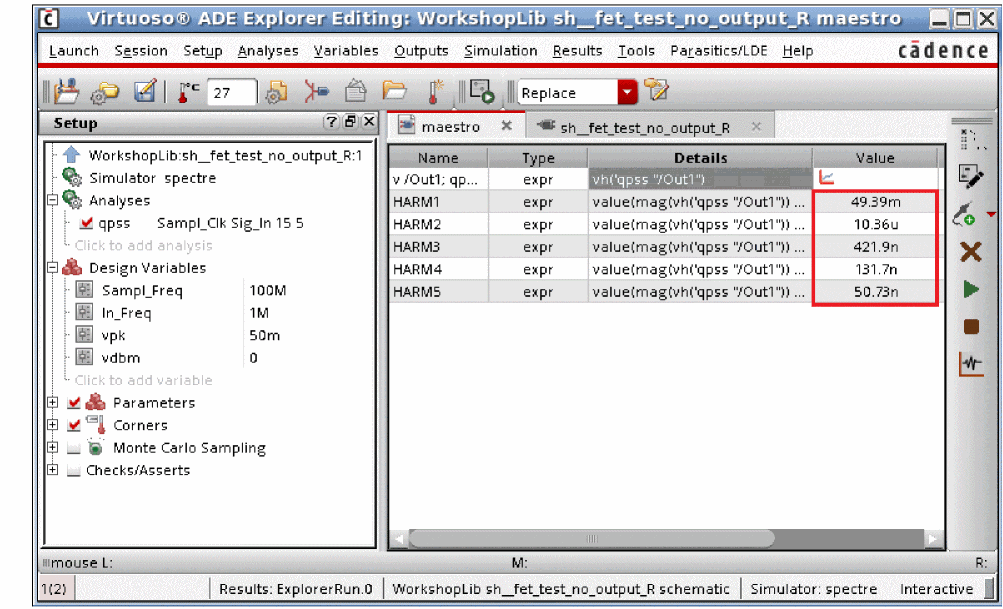 Virtuoso® ADE Explorer Editing: WorkshopLib sh__fet_test_no_output_R maestro
Launch Session Setup Analyses Variables Outputs Simulation Results Tools Parasitics/LDE Help cādence
°C 27 Replace
Setup
WorkshopLib:sh__fet_test_no_output_R:1
Simulator spectre
Analyses
qpss Sampl_Clk Sig_In 15 5
Click to add analysis
Design Variables
Sampl_Freq 100M
In_Freq 1M
vpk 50m
vdbm 0
Click to add variable
Parameters
Corners
Monte Carlo Sampling
Checks/Asserts
maestro sh__fet_test_no_output_R
Name Type Details Value
v /Out1; qp... expr vh('qpss "/Out1")
HARM1 expr value(mag(vh('qpss "/Out1")) ... 49.39m
HARM2 expr value(mag(vh('qpss "/Out1")) ... 10.36u
HARM3 expr value(mag(vh('qpss "/Out1")) ... 421.9n
HARM4 expr value(mag(vh('qpss "/Out1")) ... 131.7n
HARM5 expr value(mag(vh('qpss "/Out1")) ... 50.73n
mouse L: M: R:
1(2) Results: ExplorerRun.0 WorkshopLib sh__fet_test_no_output_R schematic Simulator: spectre Interactive